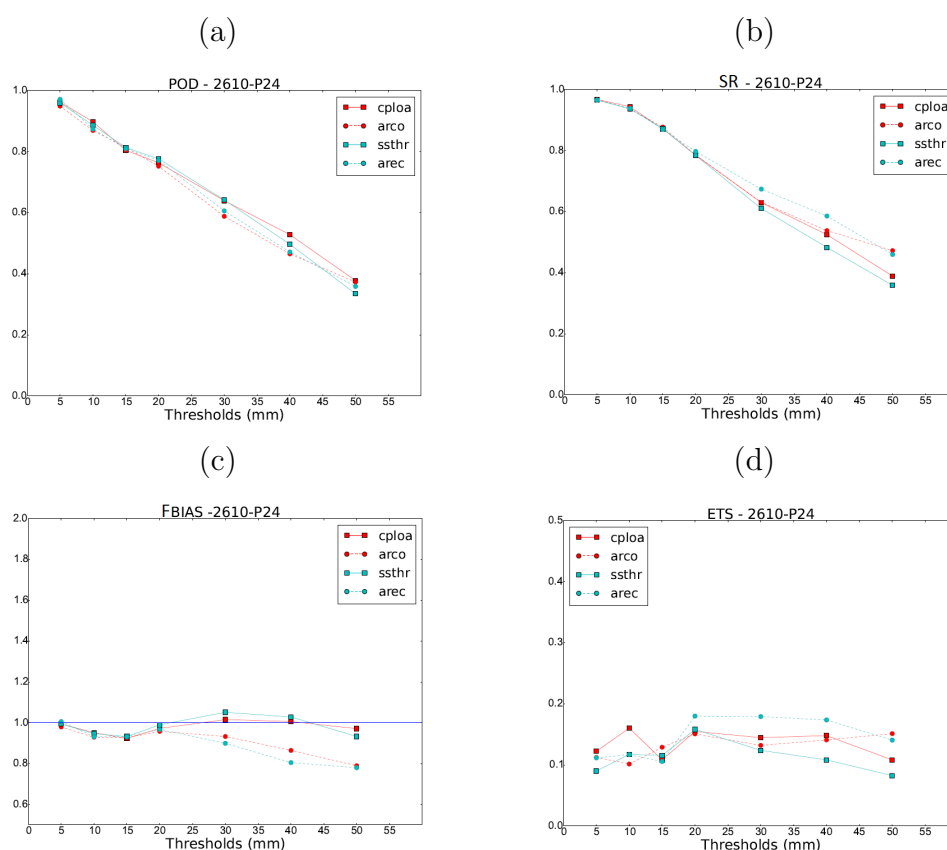 (a)
POD - 2610-P24
1.0
0.8
0.6
0.4
0.2
0.0
0 5 10 15 20 25 30 35 40 45 50 55
Thresholds (mm)
cploa
arco
ssthr
arec
(b)
SR - 2610-P24
1.0
0.8
0.6
0.4
0.2
0.0
0 5 10 15 20 25 30 35 40 45 50 55
Thresholds (mm)
cploa
arco
ssthr
arec
(c)
FBIAS -2610-P24
2.0
1.8
1.6
1.4
1.2
1.0
0.8
0.6
0 5 10 15 20 25 30 35 40 45 50 55
Thresholds (mm)
cploa
arco
ssthr
arec
(d)
ETS - 2610-P24
0.5
0.4
0.3
0.2
0.1
0.0
0 5 10 15 20 25 30 35 40 45 50 55
Thresholds (mm)
cploa
arco
ssthr
arec